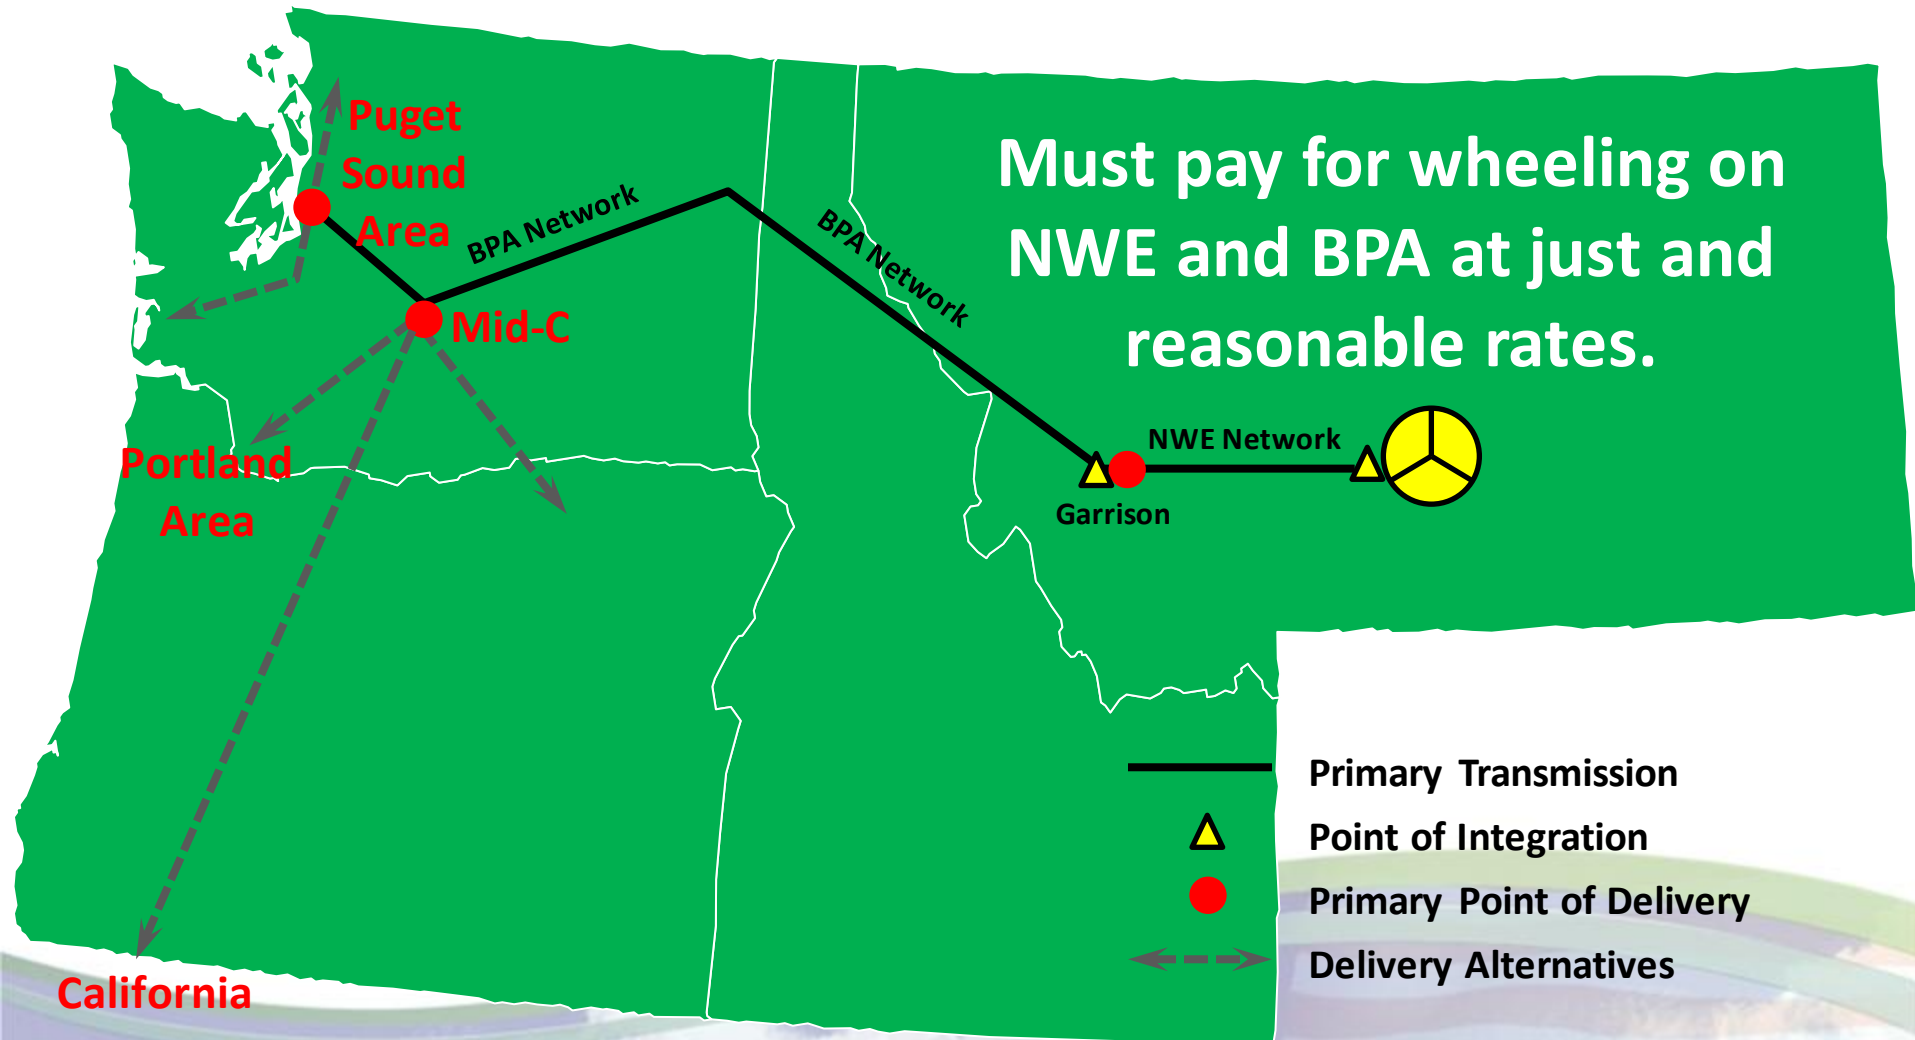 Must pay for wheeling on
NWE and BPA at just and
reasonable rates.
Puget
Sound
Area
BPA Network
BPA Network
Mid-C
NWE Network
Garrison
Portland
Area
California
Primary Transmission
Point of Integration
Primary Point of Delivery
Delivery Alternatives